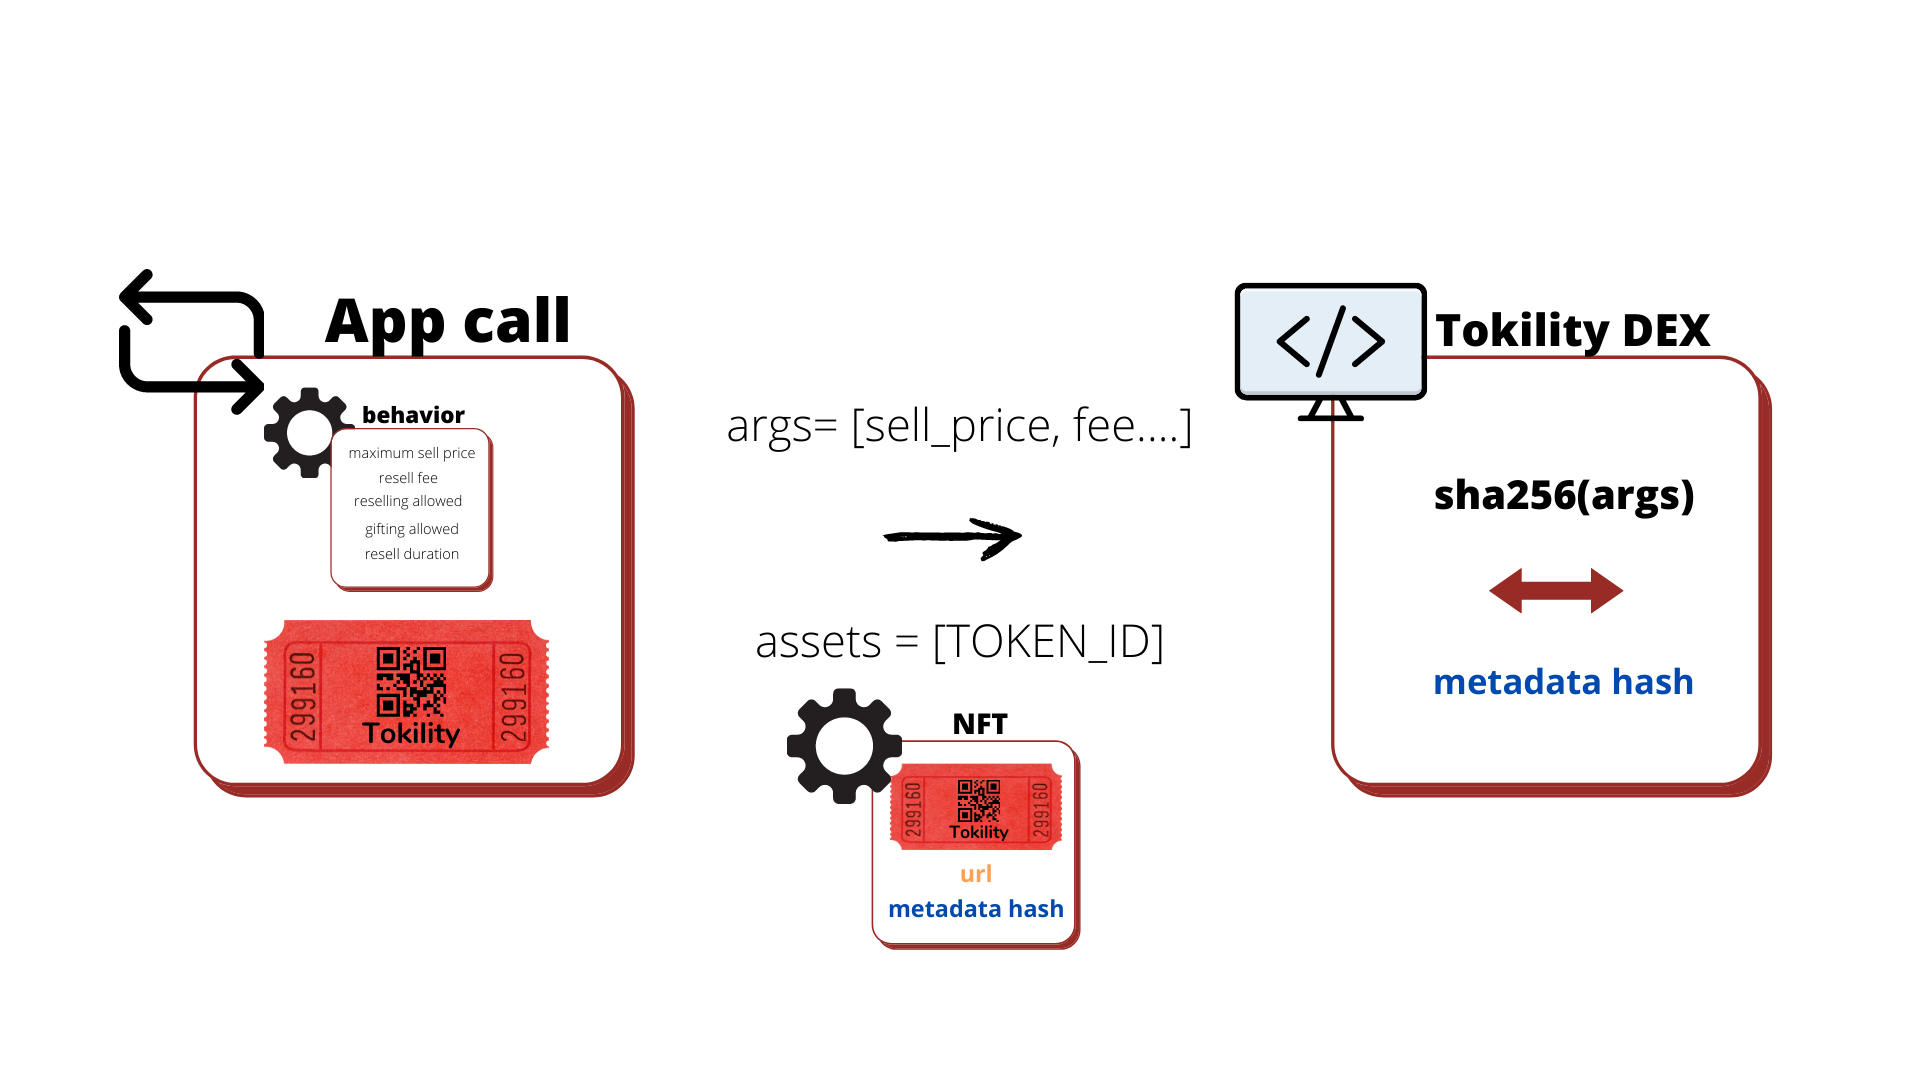 App call
behavior
maximum sell price
resell fee
reselling allowed
gifting allowed
resell duration
299160
Tokility
299160
args= [sell_price, fee....]
assets = [TOKEN_ID]
NFT
299160
Tokility
299160
url
metadata hash
</>
Tokility DEX
sha256(args)
metadata hash